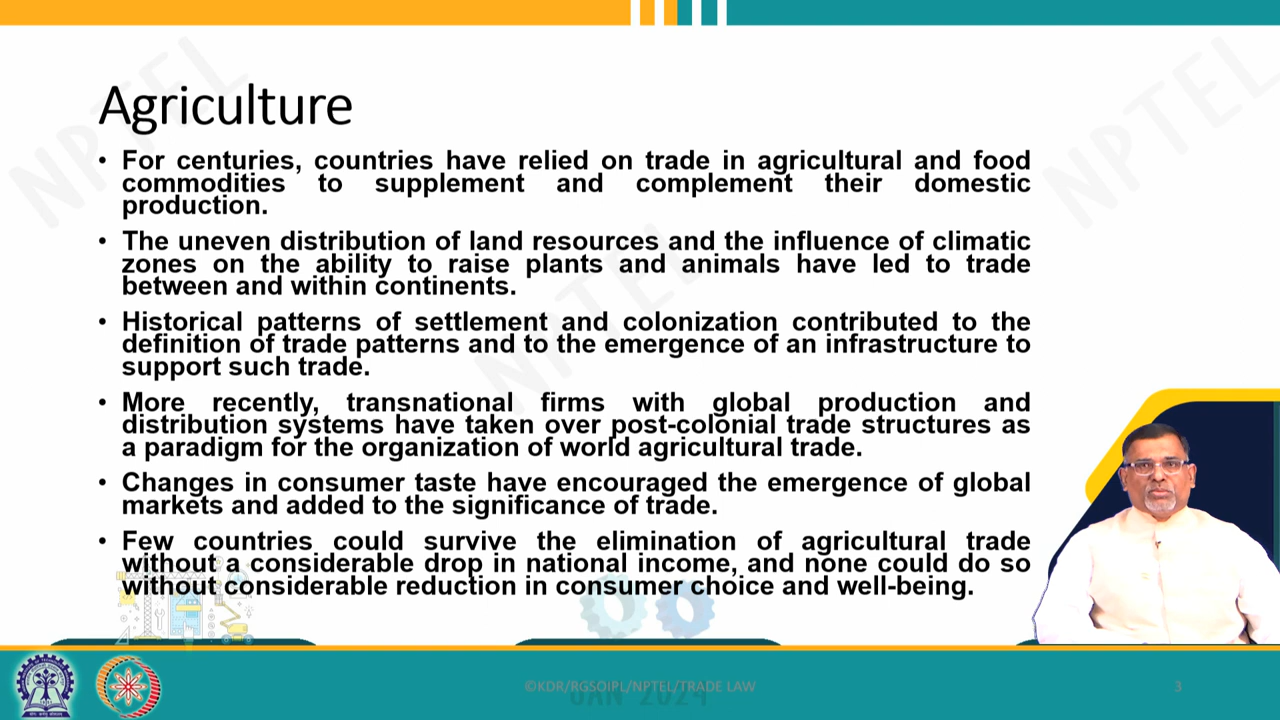 Agriculture
• For centuries, countries have relied on trade in agricultural and food
commodities to supplement and complement their domestic
production.
• The uneven distribution of land resources and the influence of climatic
zones on the ability to raise plants and animals have led to trade
between and within continents.
• Historical patterns of settlement and colonization contributed to the
definition of trade patterns and to the emergence of an infrastructure to
support such trade.
• More recently, transnational firms with global production and
distribution systems have taken over post-colonial trade structures as
a paradigm for the organization of world agricultural trade.
• Changes in consumer taste have encouraged the emergence of global
markets and added to the significance of trade.
• Few countries could survive the elimination of agricultural trade
without a considerable drop in national income, and none could do so
without considerable reduction in consumer choice and well-being.
NPTEL
NPTEL
NPTEL
©KDR/RGSOIPL/NPTEL/TRADE LAW
JAN 2024
3